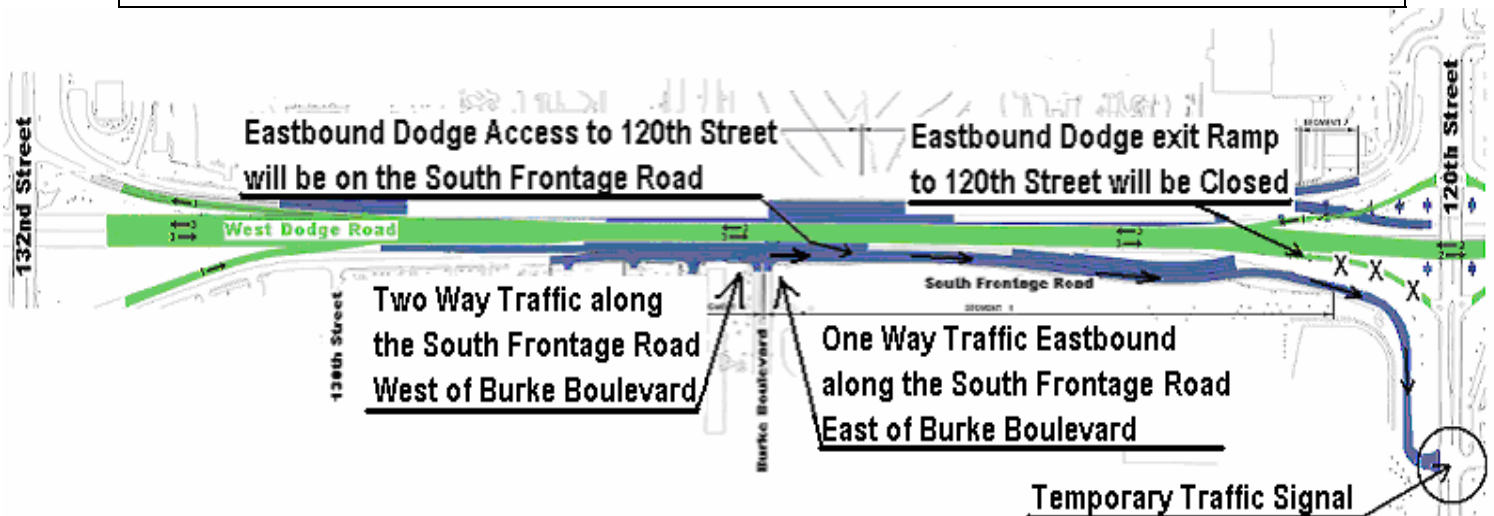 Eastbound Dodge Access to 120th Street
will be on the South Frontage Road
Eastbound Dodge exit Ramp
to 120th Street will be Closed
132nd Street
West Dodge Road
120th Street
South Frontage Road
Two Way Traffic along
the South Frontage Road
West of Burke Boulevard
130th Street
Burke Boulevard
One Way Traffic Eastbound
along the South Frontage Road
East of Burke Boulevard
Temporary Traffic Signal